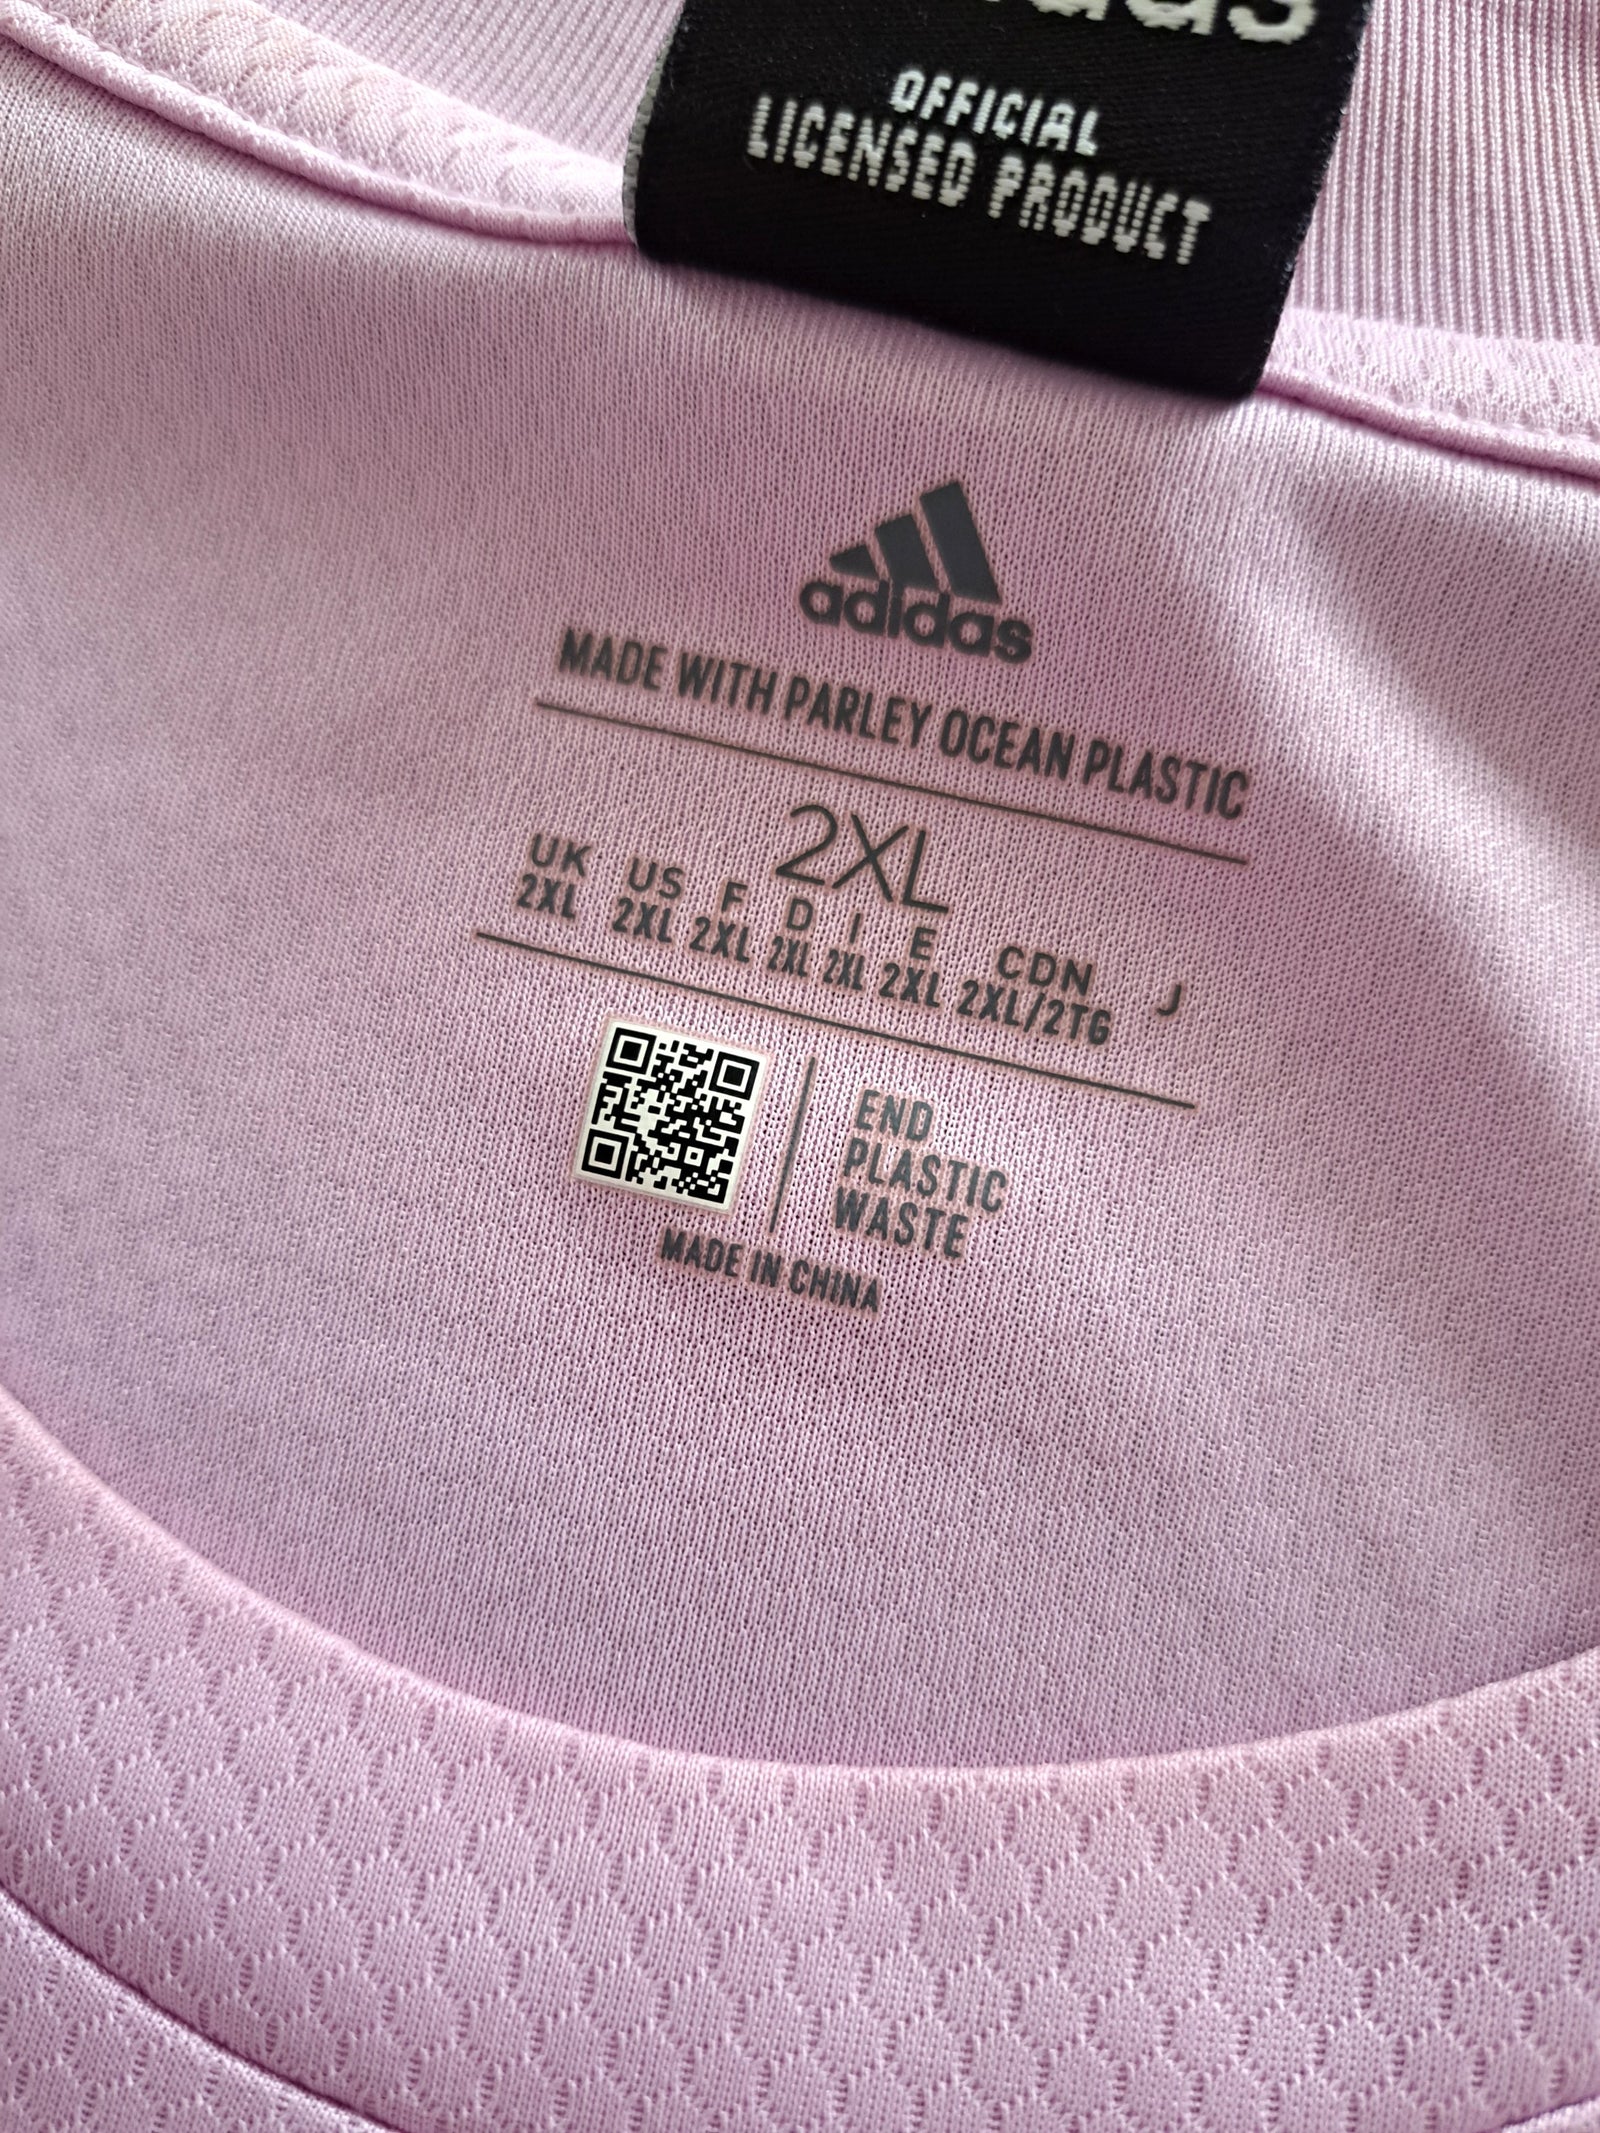 OFFICIAL
LICENSED PRODUCT
adidas
MADE WITH PARLEY OCEAN PLASTIC
2XL
UK US F D I E CDN J
2XL 2XL 2XL 2XL 2XL 2XL 2XL/2TG
END
PLASTIC
WASTE
MADE IN CHINA